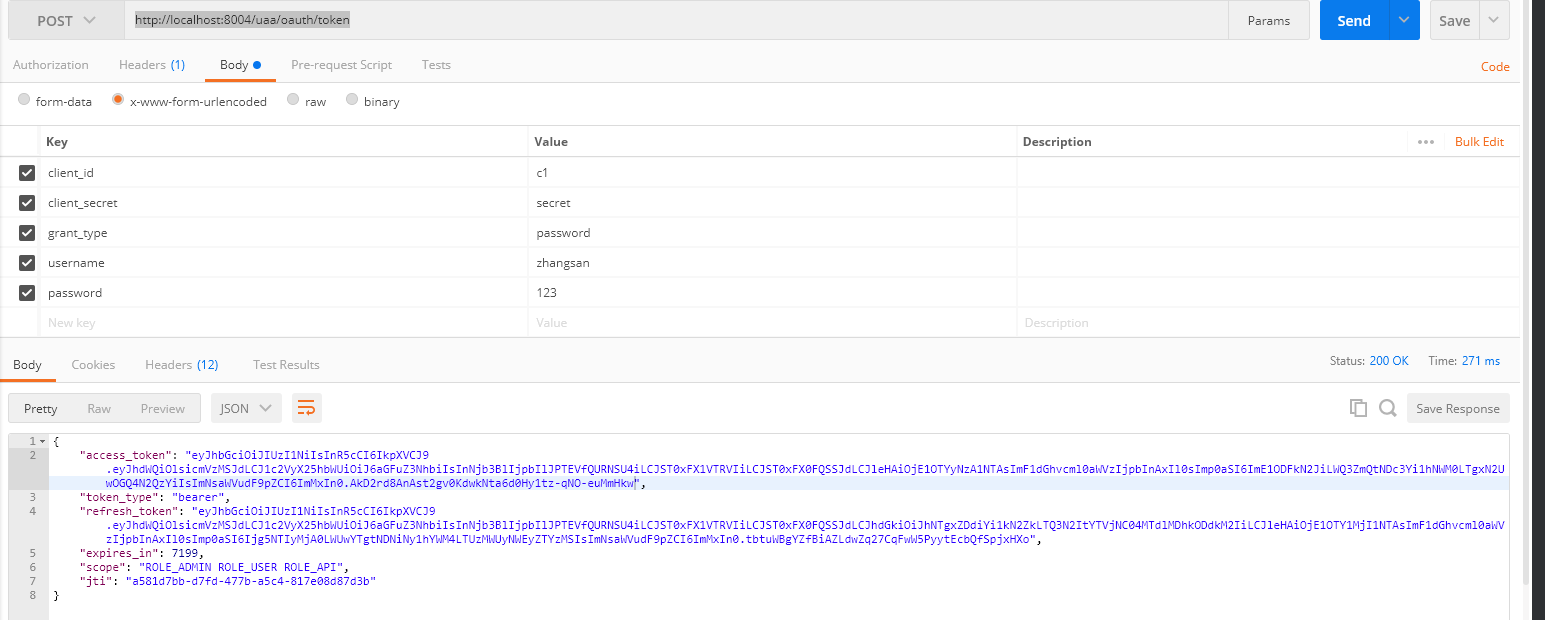 POST http://localhost:8004/uaa/oauth/token Params Send Save
Authorization Headers (1) Body Pre-request Script Tests Code
form-data x-www-form-urlencoded raw binary
Key Value Description ••• Bulk Edit
client_id c1
client_secret secret
grant_type password
username zhangsan
password 123
New key Value Description
Body Cookies Headers (12) Test Results Status: 200 OK Time: 271 ms
Pretty Raw Preview JSON Save Response
1 {
2 "access_token": "eyJhbGciOiJIUzI1NiIsInR5cCI6IkpXVCJ9
.eyJhdWQiOlsicmVzMSJdLCJ1c2VyX25hbWUiOiJ6aGFuZ3NhbiIsInNjb3BlIjpbIlJPTEVfQURNSU4iLCJST0xFX1VTRVIiLCJST0xFX0FQSSJdLCJleHAiOjE1OTYyNzA1NTAsImF1dGhvcml0aWVzIjpbInAxIl0sImp0aSI6ImE1ODFkN2JiLWQ3ZmQtNDc3Yi1hNWM0LTgxN2U
wOGQ4N2QzYiIsImNsaWVudF9pZCI6ImMxIn0.AkD2rd8AnAst2gv0KdwkNta6d0Hy1tz-qNO-euMmHkw",
3 "token_type": "bearer",
4 "refresh_token": "eyJhbGciOiJIUzI1NiIsInR5cCI6IkpXVCJ9
.eyJhdWQiOlsicmVzMSJdLCJ1c2VyX25hbWUiOiJ6aGFuZ3NhbiIsInNjb3BlIjpbIlJPTEVfQURNSU4iLCJST0xFX1VTRVIiLCJST0xFX0FQSSJdLCJhdGkiOiJhNTgxZDdiYi1kN2ZkLTQ3N2ItYTVjNC04MTdlMDhkODdkM2IiLCJleHAiOjE1OTY1MjI1NTAsImF1dGhvcml0aWV
zIjpbInAxIl0sImp0aSI6Ijg5NTIyMjA0LWUwYTgtNDNiNy1hYWM4LTUzMWUyNWEyZTYzMSIsImNsaWVudF9pZCI6ImMxIn0.tbtuWBgYZfBiAZLdwZq27CqFwW5PyytEcbQfSpjxHXo",
5 "expires_in": 7199,
6 "scope": "ROLE_ADMIN ROLE_USER ROLE_API",
7 "jti": "a581d7bb-d7fd-477b-a5c4-817e08d87d3b"
8 }